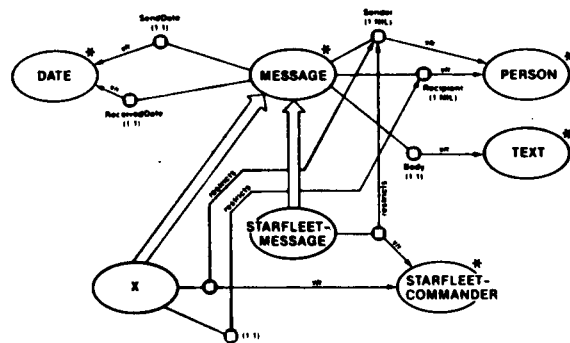 SendDate
(1 1)
Sender
(1 NIL)
*
DATE
v/r
*
MESSAGE
v/r
*
PERSON
v/r
ReceivedDate
(1 1)
v/r
Recipient
(1 NIL)
*
TEXT
v/r
Body
(1 1)
restricts
restricts
restricts
STARFLEET-
MESSAGE
v/r
*
X
v/r
STARFLEET-
COMMANDER
(1 1)